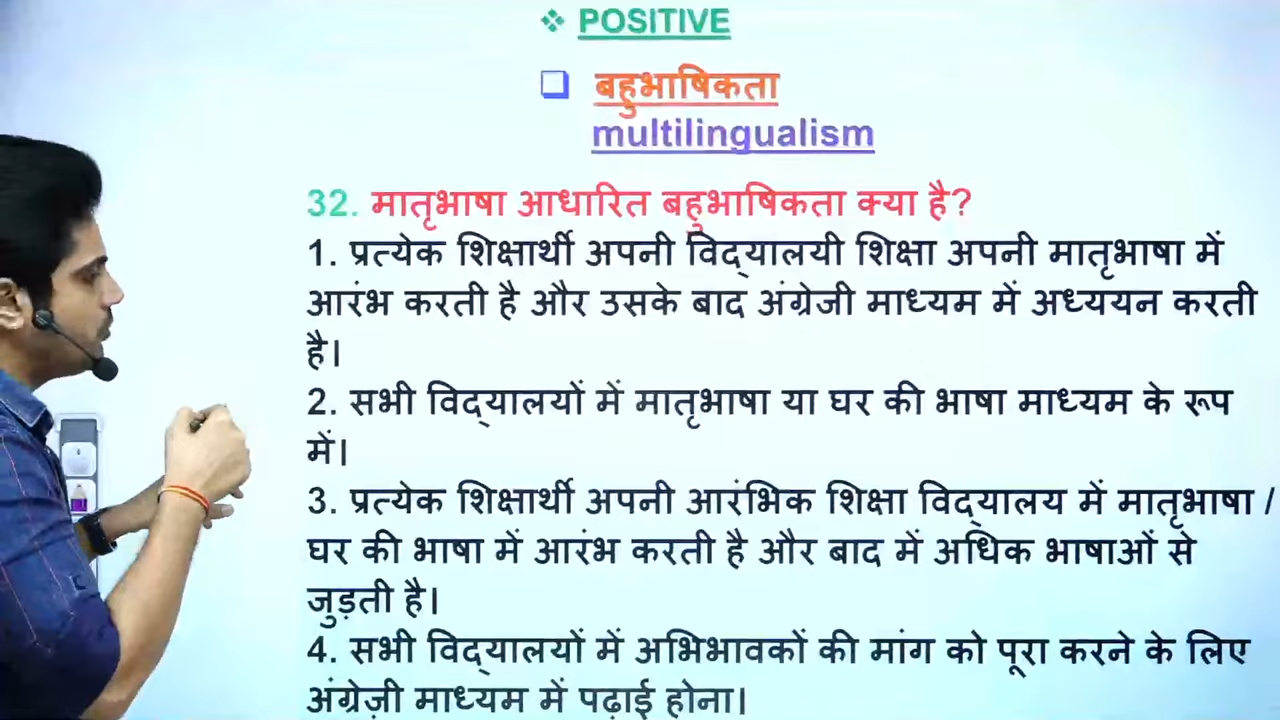 POSITIVE
बहुभाषिकता
multilingualism
32. मातृभाषा आधारित बहुभाषिकता क्या है?
1. प्रत्येक शिक्षार्थी अपनी विद्यालयी शिक्षा अपनी मातृभाषा में
आरंभ करती है और उसके बाद अंग्रेजी माध्यम में अध्ययन करती
है।
2. सभी विद्यालयों में मातृभाषा या घर की भाषा माध्यम के रूप
में।
3. प्रत्येक शिक्षार्थी अपनी आरंभिक शिक्षा विद्यालय में मातृभाषा /
घर की भाषा में आरंभ करती है और बाद में अधिक भाषाओं से
जुड़ती है।
4. सभी विद्यालयों में अभिभावकों की मांग को पूरा करने के लिए
अंग्रेज़ी माध्यम में पढ़ाई होना।